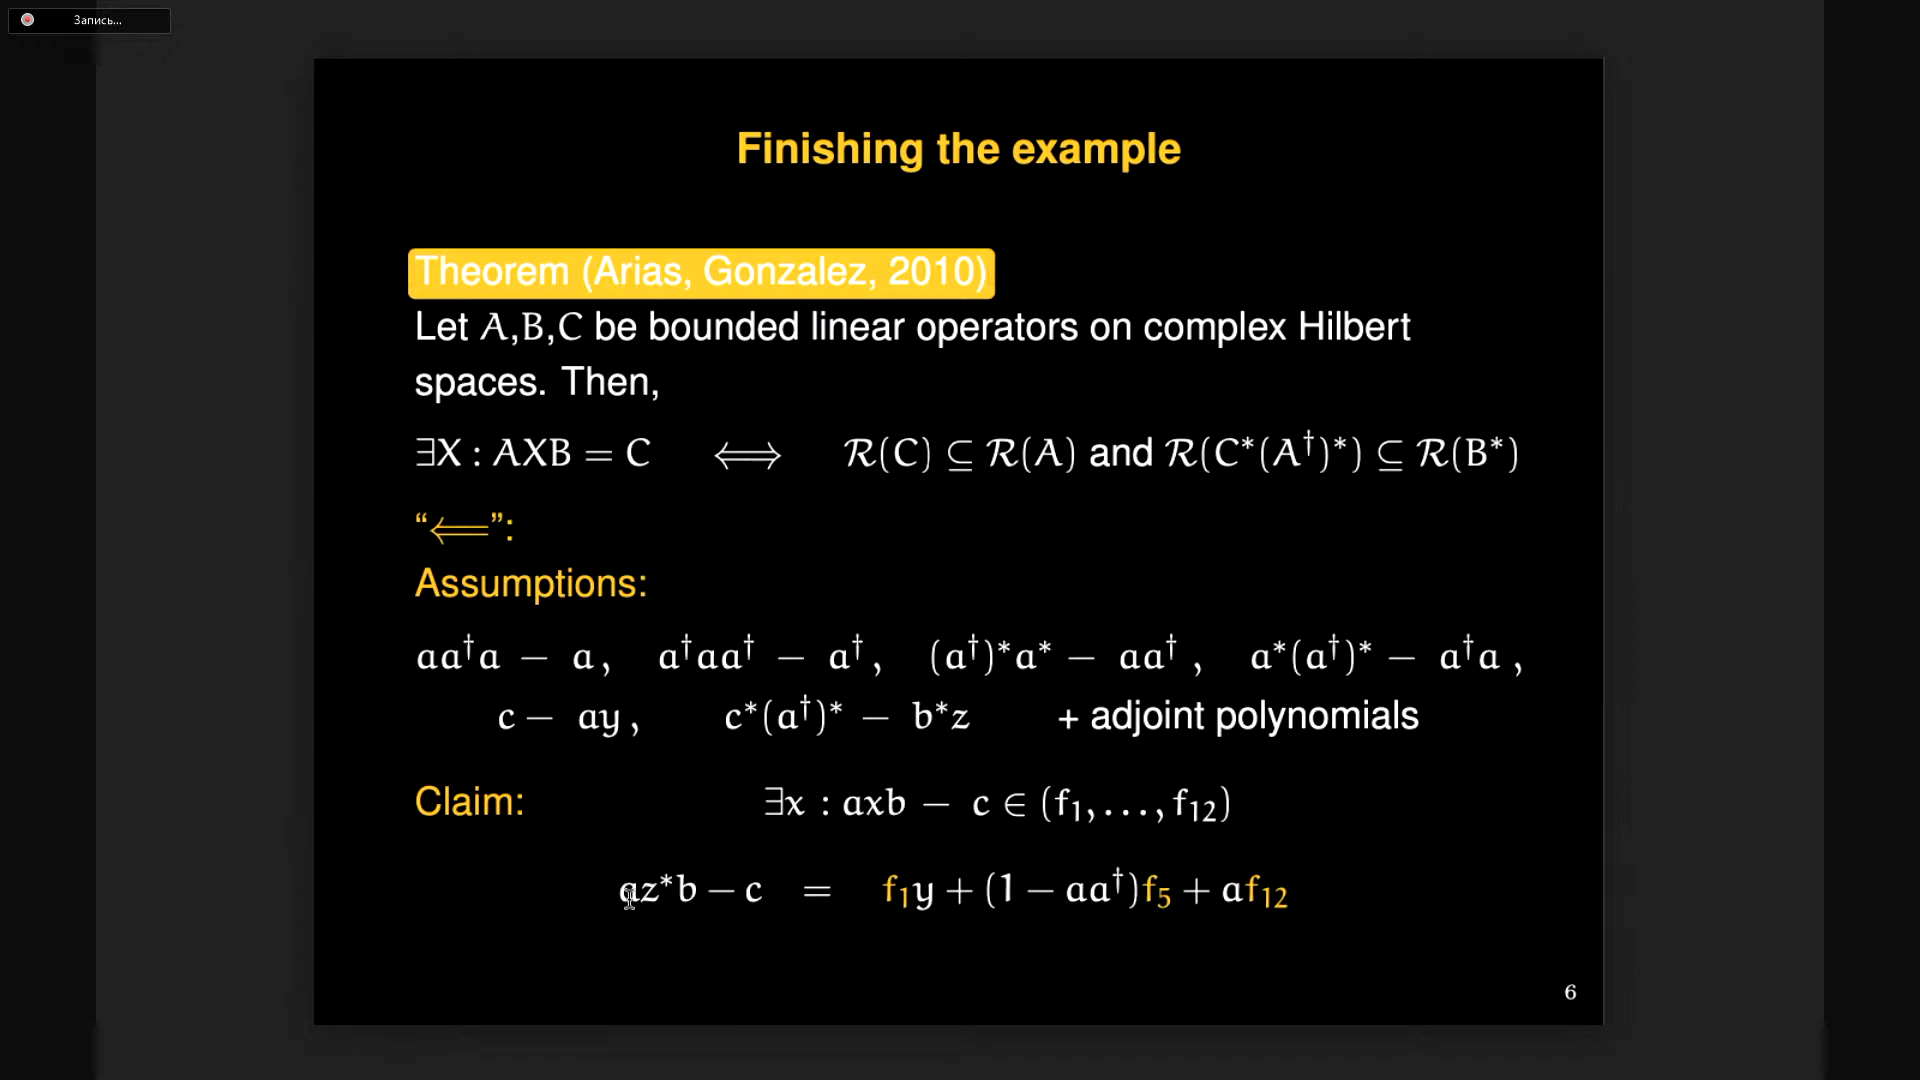 Запись...
Finishing the example
Theorem (Arias, Gonzalez, 2010)
Let A,B,C be bounded linear operators on complex Hilbert
spaces. Then,
∃X : AXB = C ⟺ ℛ(C) ⊆ ℛ(A) and ℛ(C*(A†)*) ⊆ ℛ(B*)
“⟸”:
Assumptions:
aa†a − a, a†aa† − a†, (a†)*a* − aa†, a*(a†)* − a†a,
c − ay, c*(a†)* − b*z + adjoint polynomials
Claim: ∃x : axb − c ∈ (f₁,…,f₁₂)
az*b − c = f₁y + (1 − aa†)f₅ + af₁₂
6